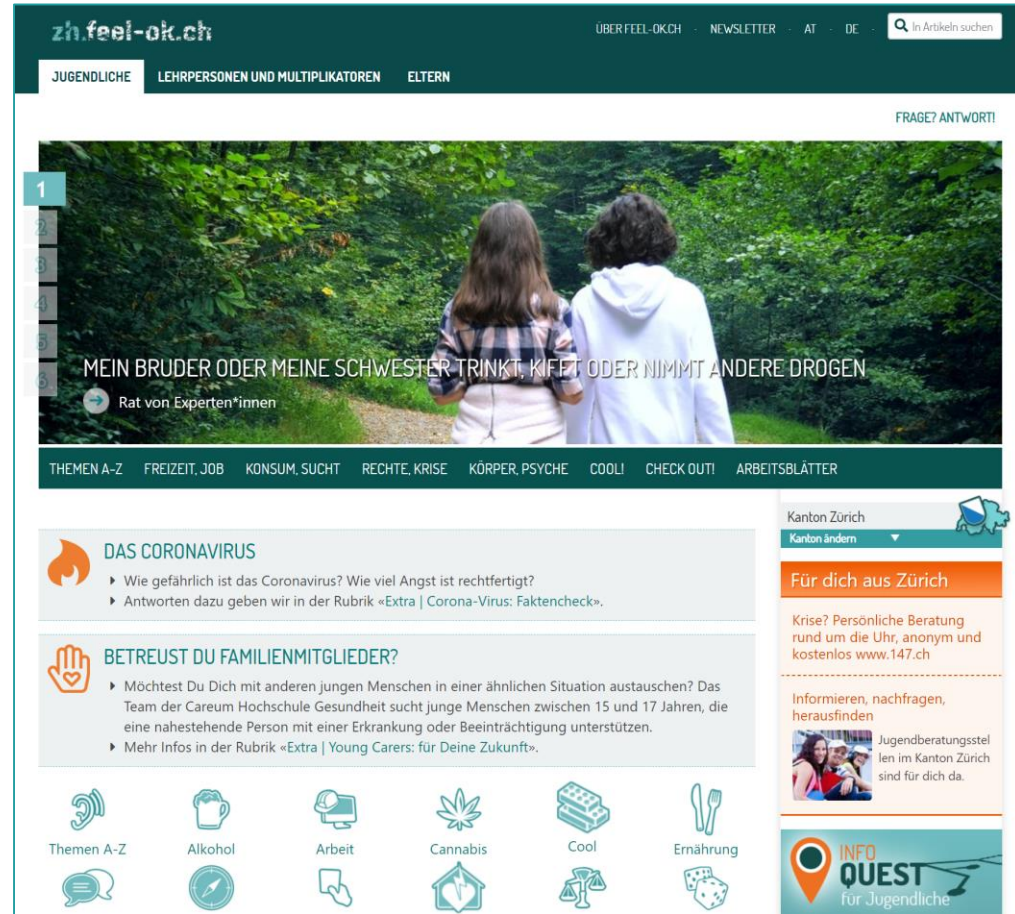 zh.feel-ok.ch
ÜBER FEEL-OK.CH - NEWSLETTER - AT - DE -
In Artikeln suchen
JUGENDLICHE LEHRPERSONEN UND MULTIPLIKATOREN ELTERN
FRAGE? ANTWORT!
1
2
3
4
5
6
MEIN BRUDER ODER MEINE SCHWESTER TRINKT, KIFFT ODER NIMMT ANDERE DROGEN
Rat von Experten*innen
THEMEN A-Z FREIZEIT, JOB KONSUM, SUCHT RECHTE, KRISE KÖRPER, PSYCHE COOL! CHECK OUT! ARBEITSBLÄTTER
DAS CORONAVIRUS
Wie gefährlich ist das Coronavirus? Wie viel Angst ist rechtfertigt?
Antworten dazu geben wir in der Rubrik «Extra | Corona-Virus: Faktencheck».
BETREUST DU FAMILIENMITGLIEDER?
Möchtest Du Dich mit anderen jungen Menschen in einer ähnlichen Situation austauschen? Das
Team der Careum Hochschule Gesundheit sucht junge Menschen zwischen 15 und 17 Jahren, die
eine nahestehende Person mit einer Erkrankung oder Beeinträchtigung unterstützen.
Mehr Infos in der Rubrik «Extra | Young Carers: für Deine Zukunft».
Themen A-Z Alkohol Arbeit Cannabis Cool Ernährung
Kanton Zürich
Kanton ändern
Für dich aus Zürich
Krise? Persönliche Beratung
rund um die Uhr, anonym und
kostenlos www.147.ch
Informieren, nachfragen,
herausfinden
Jugendberatungsstel
len im Kanton Zürich
sind für dich da.
INFO
QUEST
für Jugendliche